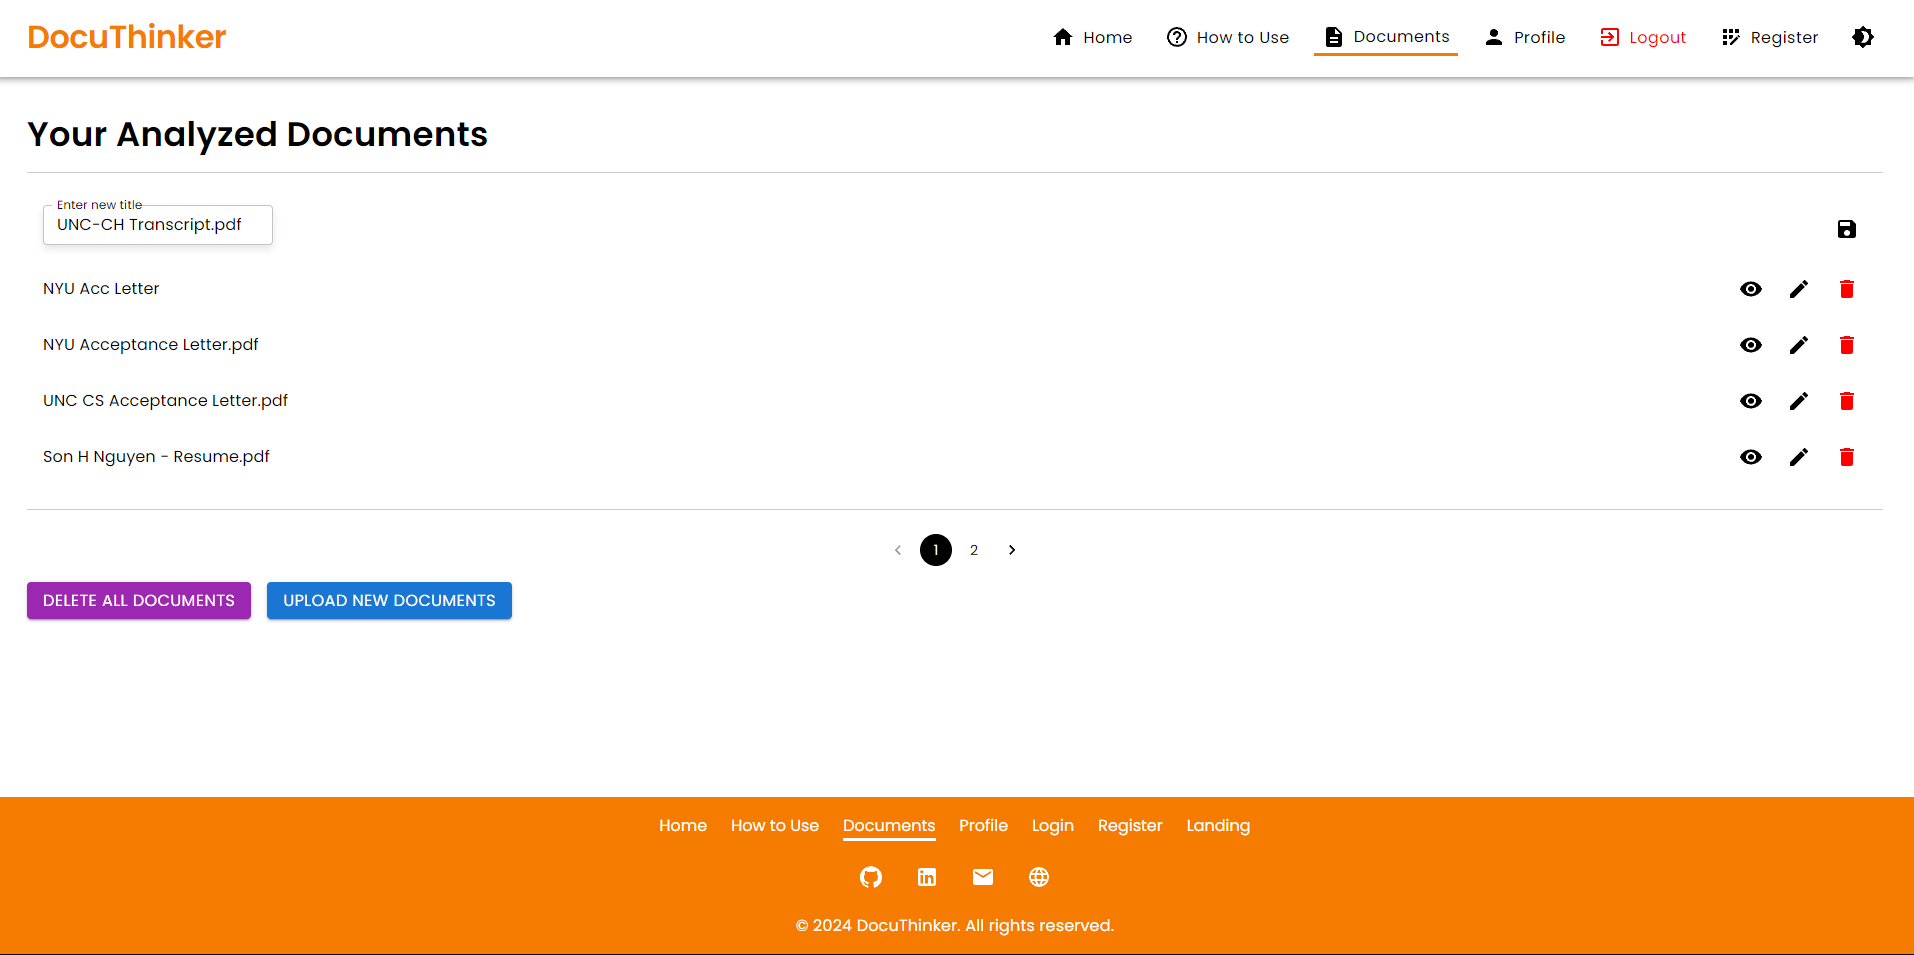 DocuThinker
Home How to Use Documents Profile Logout Register
Your Analyzed Documents
Enter new title
UNC-CH Transcript.pdf
NYU Acc Letter
NYU Acceptance Letter.pdf
UNC CS Acceptance Letter.pdf
Son H Nguyen - Resume.pdf
1 2
DELETE ALL DOCUMENTS UPLOAD NEW DOCUMENTS
Home How to Use Documents Profile Login Register Landing
© 2024 DocuThinker. All rights reserved.